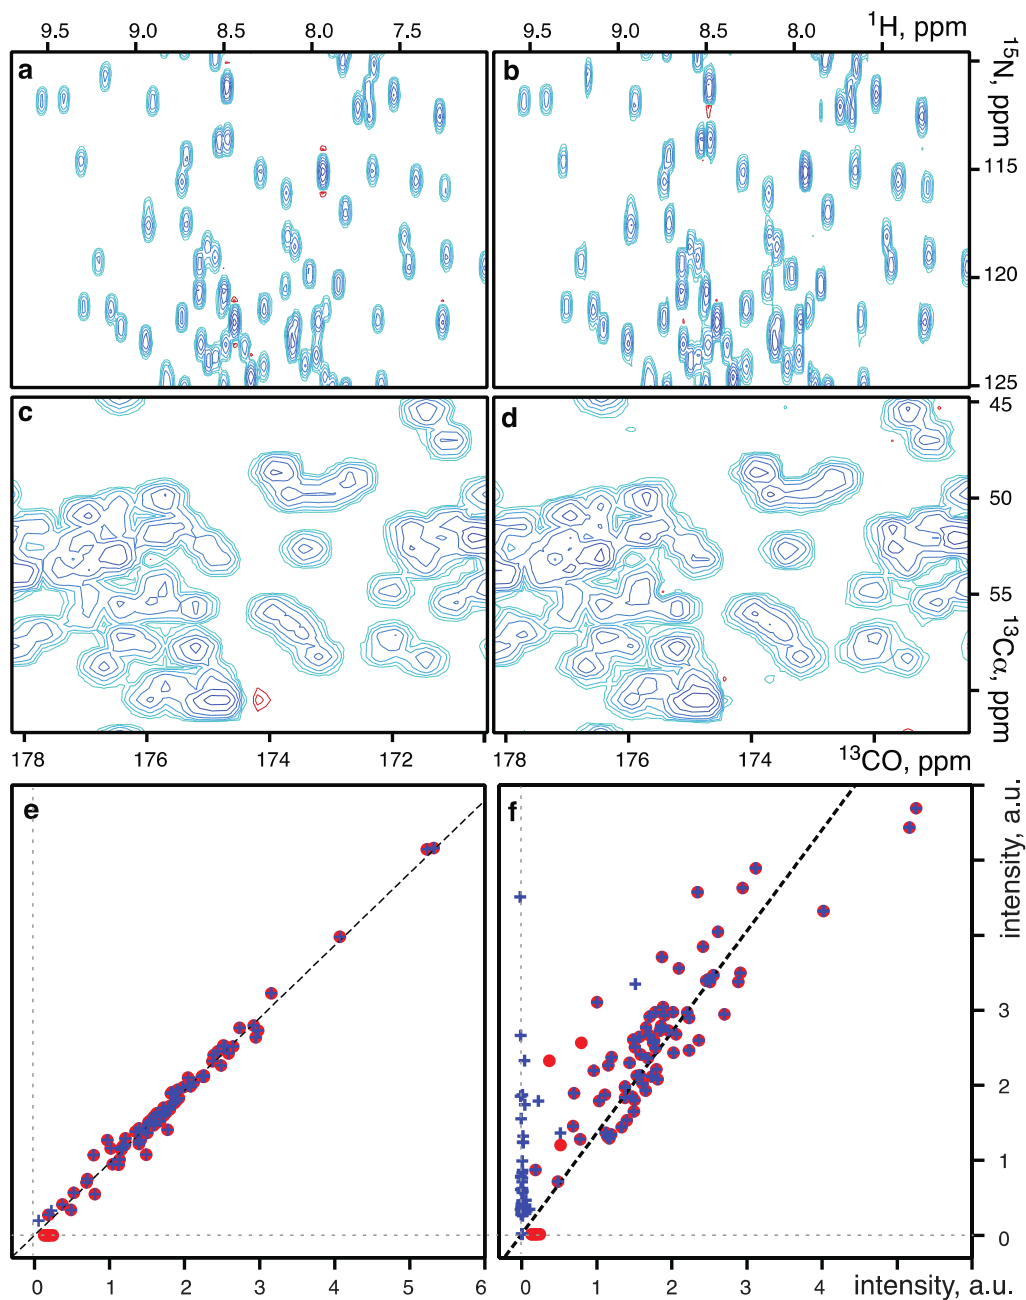 9.5 9.0 8.5 8.0 7.5 ¹H, ppm
9.5 9.0 8.5 8.0
a
b
¹⁵N, ppm
115
120
125
c
d
45
50
55
¹³Cα, ppm
178 176 174 172
178 176 174 ¹³CO, ppm
e
f
intensity, a.u.
3
2
1
0
0 1 2 3 4 5 6
0 1 2 3 4 intensity, a.u.